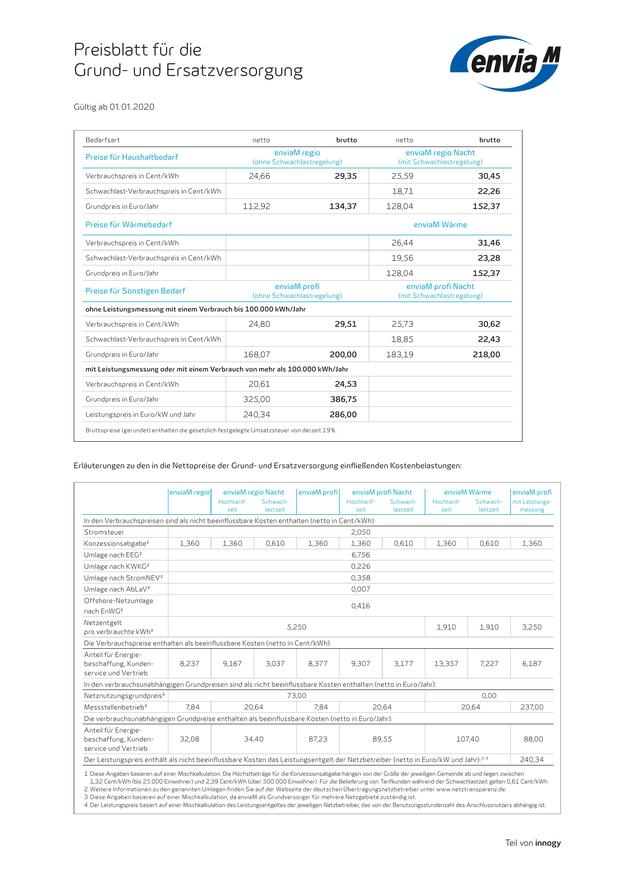 Preisblatt für die
Grund- und Ersatzversorgung
envia M
Gültig ab 01.01.2020
Bedarfsart netto brutto netto brutto
Preise für Haushaltbedarf enviaM regio (ohne Schwachlastregelung) enviaM regio Nacht (mit Schwachlastregelung)
Verbrauchspreis in Cent/kWh 24,66 29,35 25,59 30,45
Schwachlast-Verbrauchspreis in Cent/kWh 18,71 22,26
Grundpreis in Euro/Jahr 112,92 134,37 128,04 152,37
Preise für Wärmebedarf enviaM Wärme
Verbrauchspreis in Cent/kWh 26,44 31,46
Schwachlast-Verbrauchspreis in Cent/kWh 19,56 23,28
Grundpreis in Euro/Jahr 128,04 152,37
Preise für Sonstigen Bedarf enviaM profi (ohne Schwachlastregelung) enviaM profi Nacht (mit Schwachlastregelung)
ohne Leistungsmessung mit einem Verbrauch bis 100.000 kWh/Jahr
Verbrauchspreis in Cent/kWh 24,80 29,51 25,73 30,62
Schwachlast-Verbrauchspreis in Cent/kWh 18,85 22,43
Grundpreis in Euro/Jahr 168,07 200,00 183,19 218,00
mit Leistungsmessung oder mit einem Verbrauch von mehr als 100.000 kWh/Jahr
Verbrauchspreis in Cent/kWh 20,61 24,53
Grundpreis in Euro/Jahr 325,00 386,75
Leistungspreis in Euro/kW und Jahr 240,34 286,00
Bruttopreise (gerundet) enthalten die gesetzlich festgelegte Umsatzsteuer von derzeit 19%.
Erläuterungen zu den in die Nettopreise der Grund- und Ersatzversorgung einfließenden Kostenbelastungen:
enviaM regio enviaM regio Nacht enviaM profi enviaM profi Nacht enviaM Wärme enviaM profi
Hochtarif- Schwach- Hochtarif- Schwach- Hochtarif- Schwach- mit Leistungs-
zeit lastzeit zeit lastzeit zeit lastzeit messung
In den Verbrauchspreisen sind als nicht beeinflussbare Kosten enthalten (netto in Cent/kWh):
Stromsteuer 2,050
Konzessionsabgabe¹ 1,360 1,360 0,610 1,360 1,360 0,610 1,360 0,610 1,360
Umlage nach EEG² 6,756
Umlage nach KWKG² 0,226
Umlage nach StromNEV² 0,358
Umlage nach AbLaV² 0,007
Offshore-Netzumlage
nach EnWG² 0,416
Netzentgelt
pro verbrauchte kWh³ 5,250 1,910 1,910 3,250
Die Verbrauchspreise enthalten als beeinflussbare Kosten (netto in Cent/kWh):
Anteil für Energie-
beschaffung, Kunden- 8,237 9,167 3,037 8,377 9,307 3,177 13,357 7,227 6,187
service und Vertrieb
In den verbrauchsunabhängigen Grundpreisen sind als nicht beeinflussbare Kosten enthalten (netto in Euro/Jahr):
Netznutzungsgrundpreis³ 73,00 0,00
Messstellenbetrieb³ 7,84 20,64 7,84 20,64 20,64 237,00
Die verbrauchsunabhängigen Grundpreise enthalten als beeinflussbare Kosten (netto in Euro/Jahr):
Anteil für Energie-
beschaffung, Kunden- 32,08 34,40 87,23 89,55 107,40 88,00
service und Vertrieb
Der Leistungspreis enthält als nicht beeinflussbare Kosten das Leistungsentgelt der Netzbetreiber (netto in Euro/kW und Jahr):³,⁴ 240,34
1 Diese Angaben basieren auf einer Mischkalkulation. Die Höchstbeträge für die Konzessionsabgabe hängen von der Größe der jeweiligen Gemeinde ab und liegen zwischen
1,32 Cent/kWh (bis 25.000 Einwohner) und 2,39 Cent/kWh (über 500.000 Einwohner). Für die Belieferung von Tarifkunden während der Schwachlastzeit gelten 0,61 Cent/kWh.
2 Weitere Informationen zu den genannten Umlagen finden Sie auf der Webseite der deutschen Übertragungsnetzbetreiber unter www.netztransparenz.de.
3 Diese Angaben basieren auf einer Mischkalkulation, da enviaM als Grundversorger für mehrere Netzgebiete zuständig ist.
4 Der Leistungspreis basiert auf einer Mischkalkulation des Leistungsentgeltes der jeweiligen Netzbetreiber, das von der Benutzungsstundenzahl des Anschlussnutzers abhängig ist.
Teil von innogy